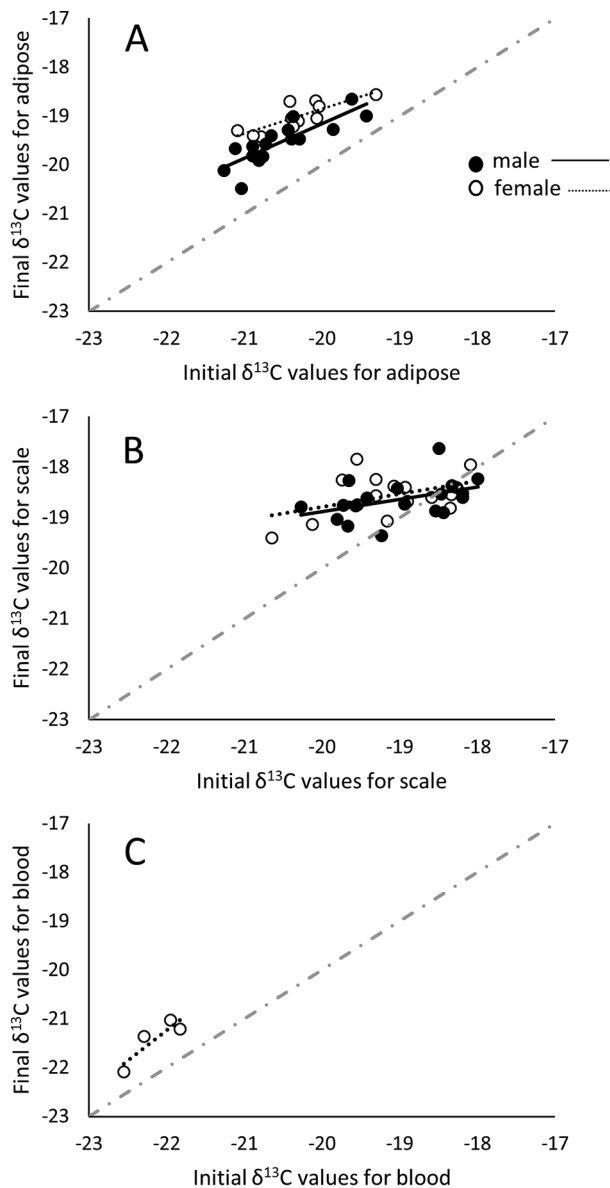 A
Final δ¹³C values for adipose
-17
-18
-19
-20
-21
-22
-23
male
female
-23 -22 -21 -20 -19 -18 -17
Initial δ¹³C values for adipose
B
Final δ¹³C values for scale
-17
-18
-19
-20
-21
-22
-23
-23 -22 -21 -20 -19 -18 -17
Initial δ¹³C values for scale
C
Final δ¹³C values for blood
-17
-18
-19
-20
-21
-22
-23
-23 -22 -21 -20 -19 -18 -17
Initial δ¹³C values for blood